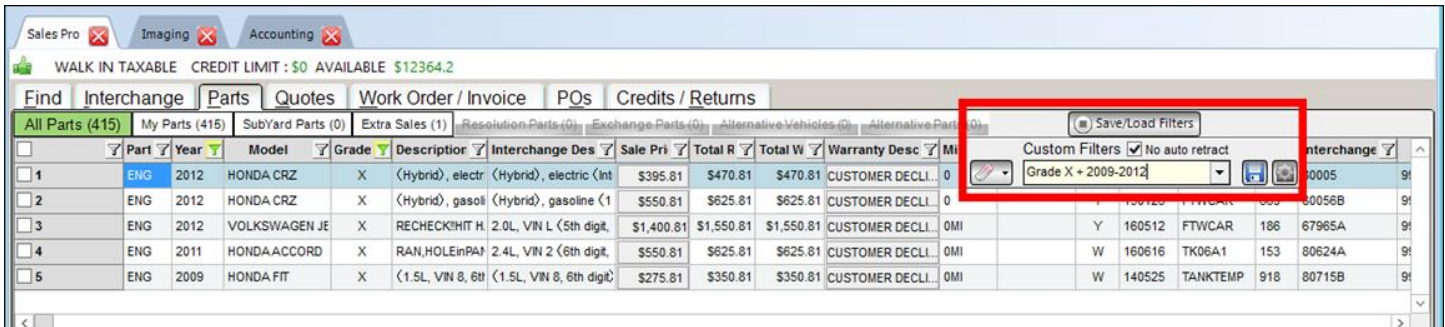 Sales Pro Imaging Accounting
WALK IN TAXABLE CREDIT LIMIT : $0 AVAILABLE $12364.2
Find Interchange Parts Quotes Work Order / Invoice POs Credits / Returns
All Parts (415) My Parts (415) SubYard Parts (0) Extra Sales (1) Resolution Parts (0) Exchange Parts (0) Alternative Vehicles (0) Alternative Parts (0) Save/Load Filters
Part Year Model Grade Description Interchange Des Sale Pri Total R Total W Warranty Desc Mi Custom Filters No auto retract nterchange
1 ENG 2012 HONDA CRZ X (Hybrid), electr (Hybrid), electric (Int $395.81 $470.81 $470.81 CUSTOMER DECLI... 0 Grade X + 2009-2012 60005 99
2 ENG 2012 HONDA CRZ X (Hybrid), gasoli (Hybrid), gasoline (1 $550.81 $625.81 $625.81 CUSTOMER DECLI... 0 60056B 99
3 ENG 2012 VOLKSWAGEN JE X RECHECK!!HIT H. 2.0L, VIN L (5th digit, $1,400.81 $1,550.81 $1,550.81 CUSTOMER DECLI... 0MI Y 160512 FTWCAR 186 67965A 99
4 ENG 2011 HONDA ACCORD X RAN,HOLEinPAN 2.4L, VIN 2 (6th digit, $550.81 $625.81 $625.81 CUSTOMER DECLI... 0MI W 160616 TK06A1 153 80624A 99
5 ENG 2009 HONDA FIT X (1.5L, VIN 8, 6th (1.5L, VIN 8, 6th digit) $275.81 $350.81 $350.81 CUSTOMER DECLI... 0MI W 140525 TANKTEMP 918 80715B 99